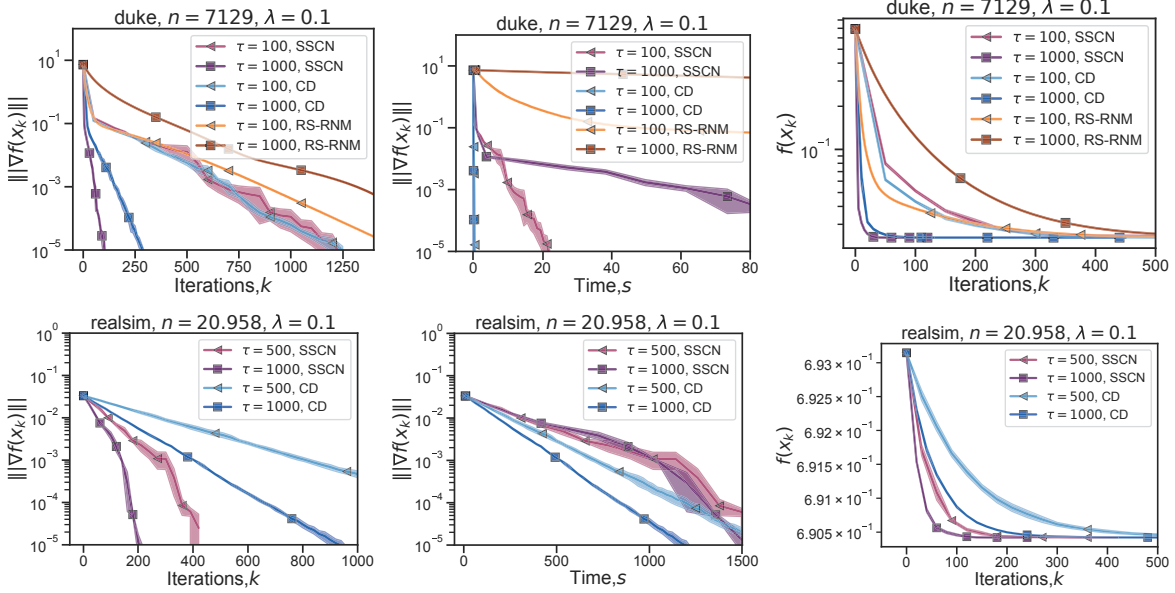 duke, n = 7129, λ = 0.1
|||∇f(x_k)|||
10^1
10^-1
10^-3
10^-5
0 250 500 750 1000 1250
Iterations, k
τ = 100, SSCN
τ = 1000, SSCN
τ = 100, CD
τ = 1000, CD
τ = 100, RS-RNM
τ = 1000, RS-RNM
duke, n = 7129, λ = 0.1
|||∇f(x_k)|||
10^1
10^-1
10^-3
10^-5
0 20 40 60 80
Time, s
τ = 100, SSCN
τ = 1000, SSCN
τ = 100, CD
τ = 1000, CD
τ = 100, RS-RNM
τ = 1000, RS-RNM
duke, n = 7129, λ = 0.1
f(x_k)
10^-1
0 100 200 300 400 500
Iterations, k
τ = 100, SSCN
τ = 1000, SSCN
τ = 100, CD
τ = 1000, CD
τ = 100, RS-RNM
τ = 1000, RS-RNM
realsim, n = 20.958, λ = 0.1
|||∇f(x_k)|||
10^0
10^-1
10^-2
10^-3
10^-4
10^-5
0 200 400 600 800 1000
Iterations, k
τ = 500, SSCN
τ = 1000, SSCN
τ = 500, CD
τ = 1000, CD
realsim, n = 20.958, λ = 0.1
|||∇f(x_k)|||
10^0
10^-1
10^-2
10^-3
10^-4
10^-5
0 500 1000 1500
Time, s
τ = 500, SSCN
τ = 1000, SSCN
τ = 500, CD
τ = 1000, CD
realsim, n = 20.958, λ = 0.1
f(x_k)
6.93 × 10^-1
6.925 × 10^-1
6.92 × 10^-1
6.915 × 10^-1
6.91 × 10^-1
6.905 × 10^-1
0 100 200 300 400 500
Iterations, k
τ = 500, SSCN
τ = 1000, SSCN
τ = 500, CD
τ = 1000, CD